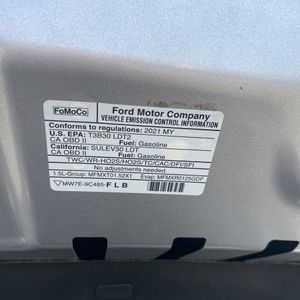 FoMoCo
Ford Motor Company
VEHICLE EMISSION CONTROL INFORMATION
Conforms to regulations: 2021 MY
U.S. EPA: T3B30 LDT2
CA OBD II Fuel: Gasoline
California: SULEV30 LDT
CA OBD II Fuel: Gasoline
TWC/WR-HO2S/HO2S/TC/CAC/DFI/SFI
No adjustments needed.
1.5L-Group: MFMXT01.52X1 Evap: MFMXR0125GDF
MW7E-9C485-FLB